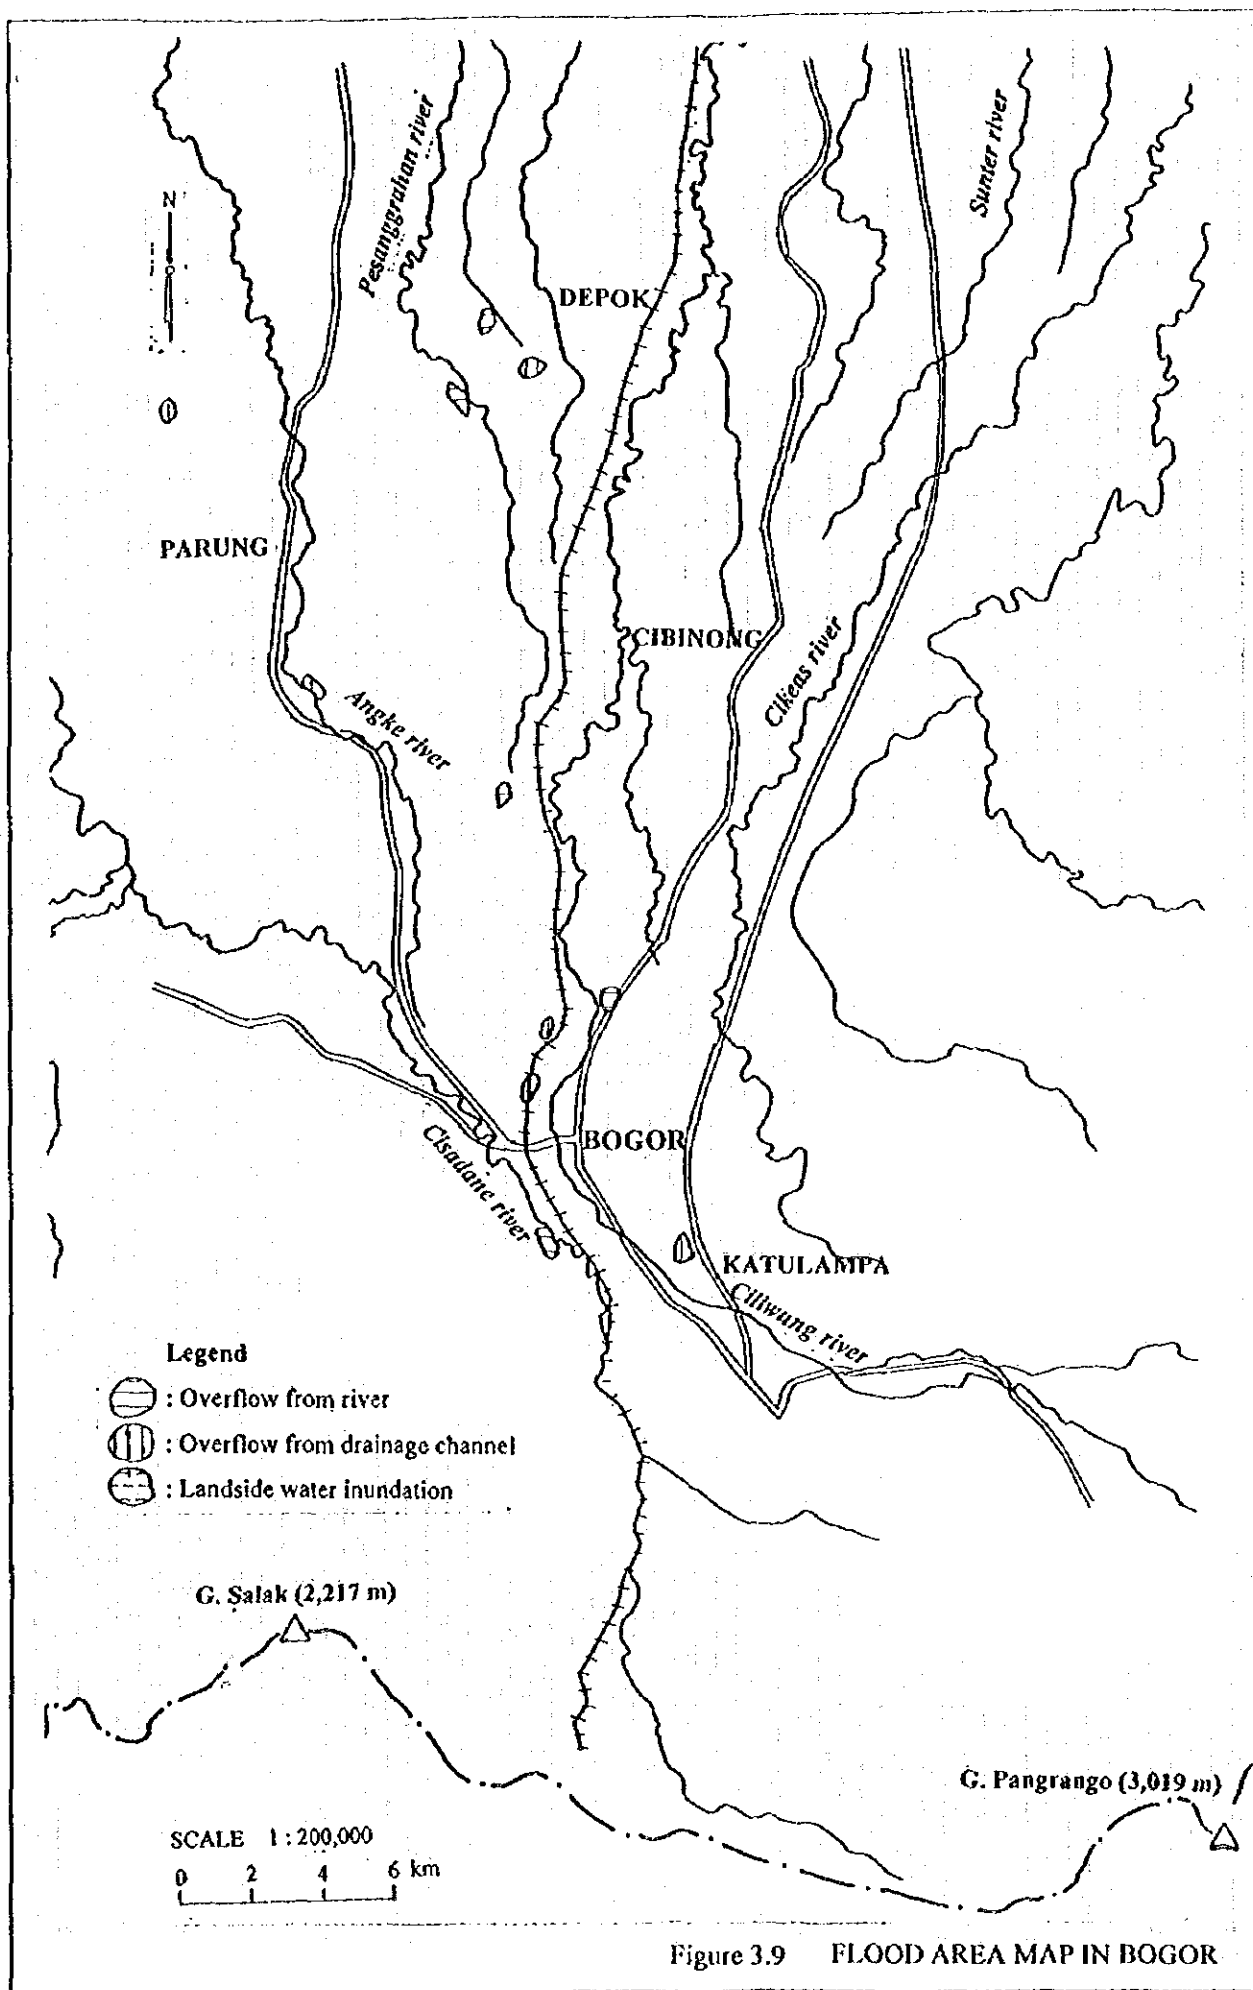 N
Pesanggrahan river
Sunter river
DEPOK
PARUNG
CIBINONG
Cikeas river
Angke river
BOGOR
Cisadane river
KATULAMPA
Ciliwung river
Legend
: Overflow from river
: Overflow from drainage channel
: Landside water inundation
G. Salak (2,217 m)
G. Pangrango (3,019 m)
SCALE 1 : 200,000
0 2 4 6 km
Figure 3.9 FLOOD AREA MAP IN BOGOR